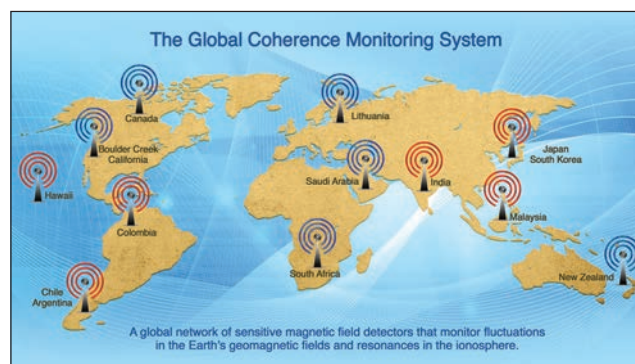 The Global Coherence Monitoring System
Canada
Lithuania
Boulder Creek
California
Japan
South Korea
Hawaii
Saudi Arabia
India
Malaysia
Colombia
South Africa
New Zealand
Chile
Argentina
A global network of sensitive magnetic field detectors that monitor fluctuations
in the Earth's geomagnetic fields and resonances in the ionosphere.